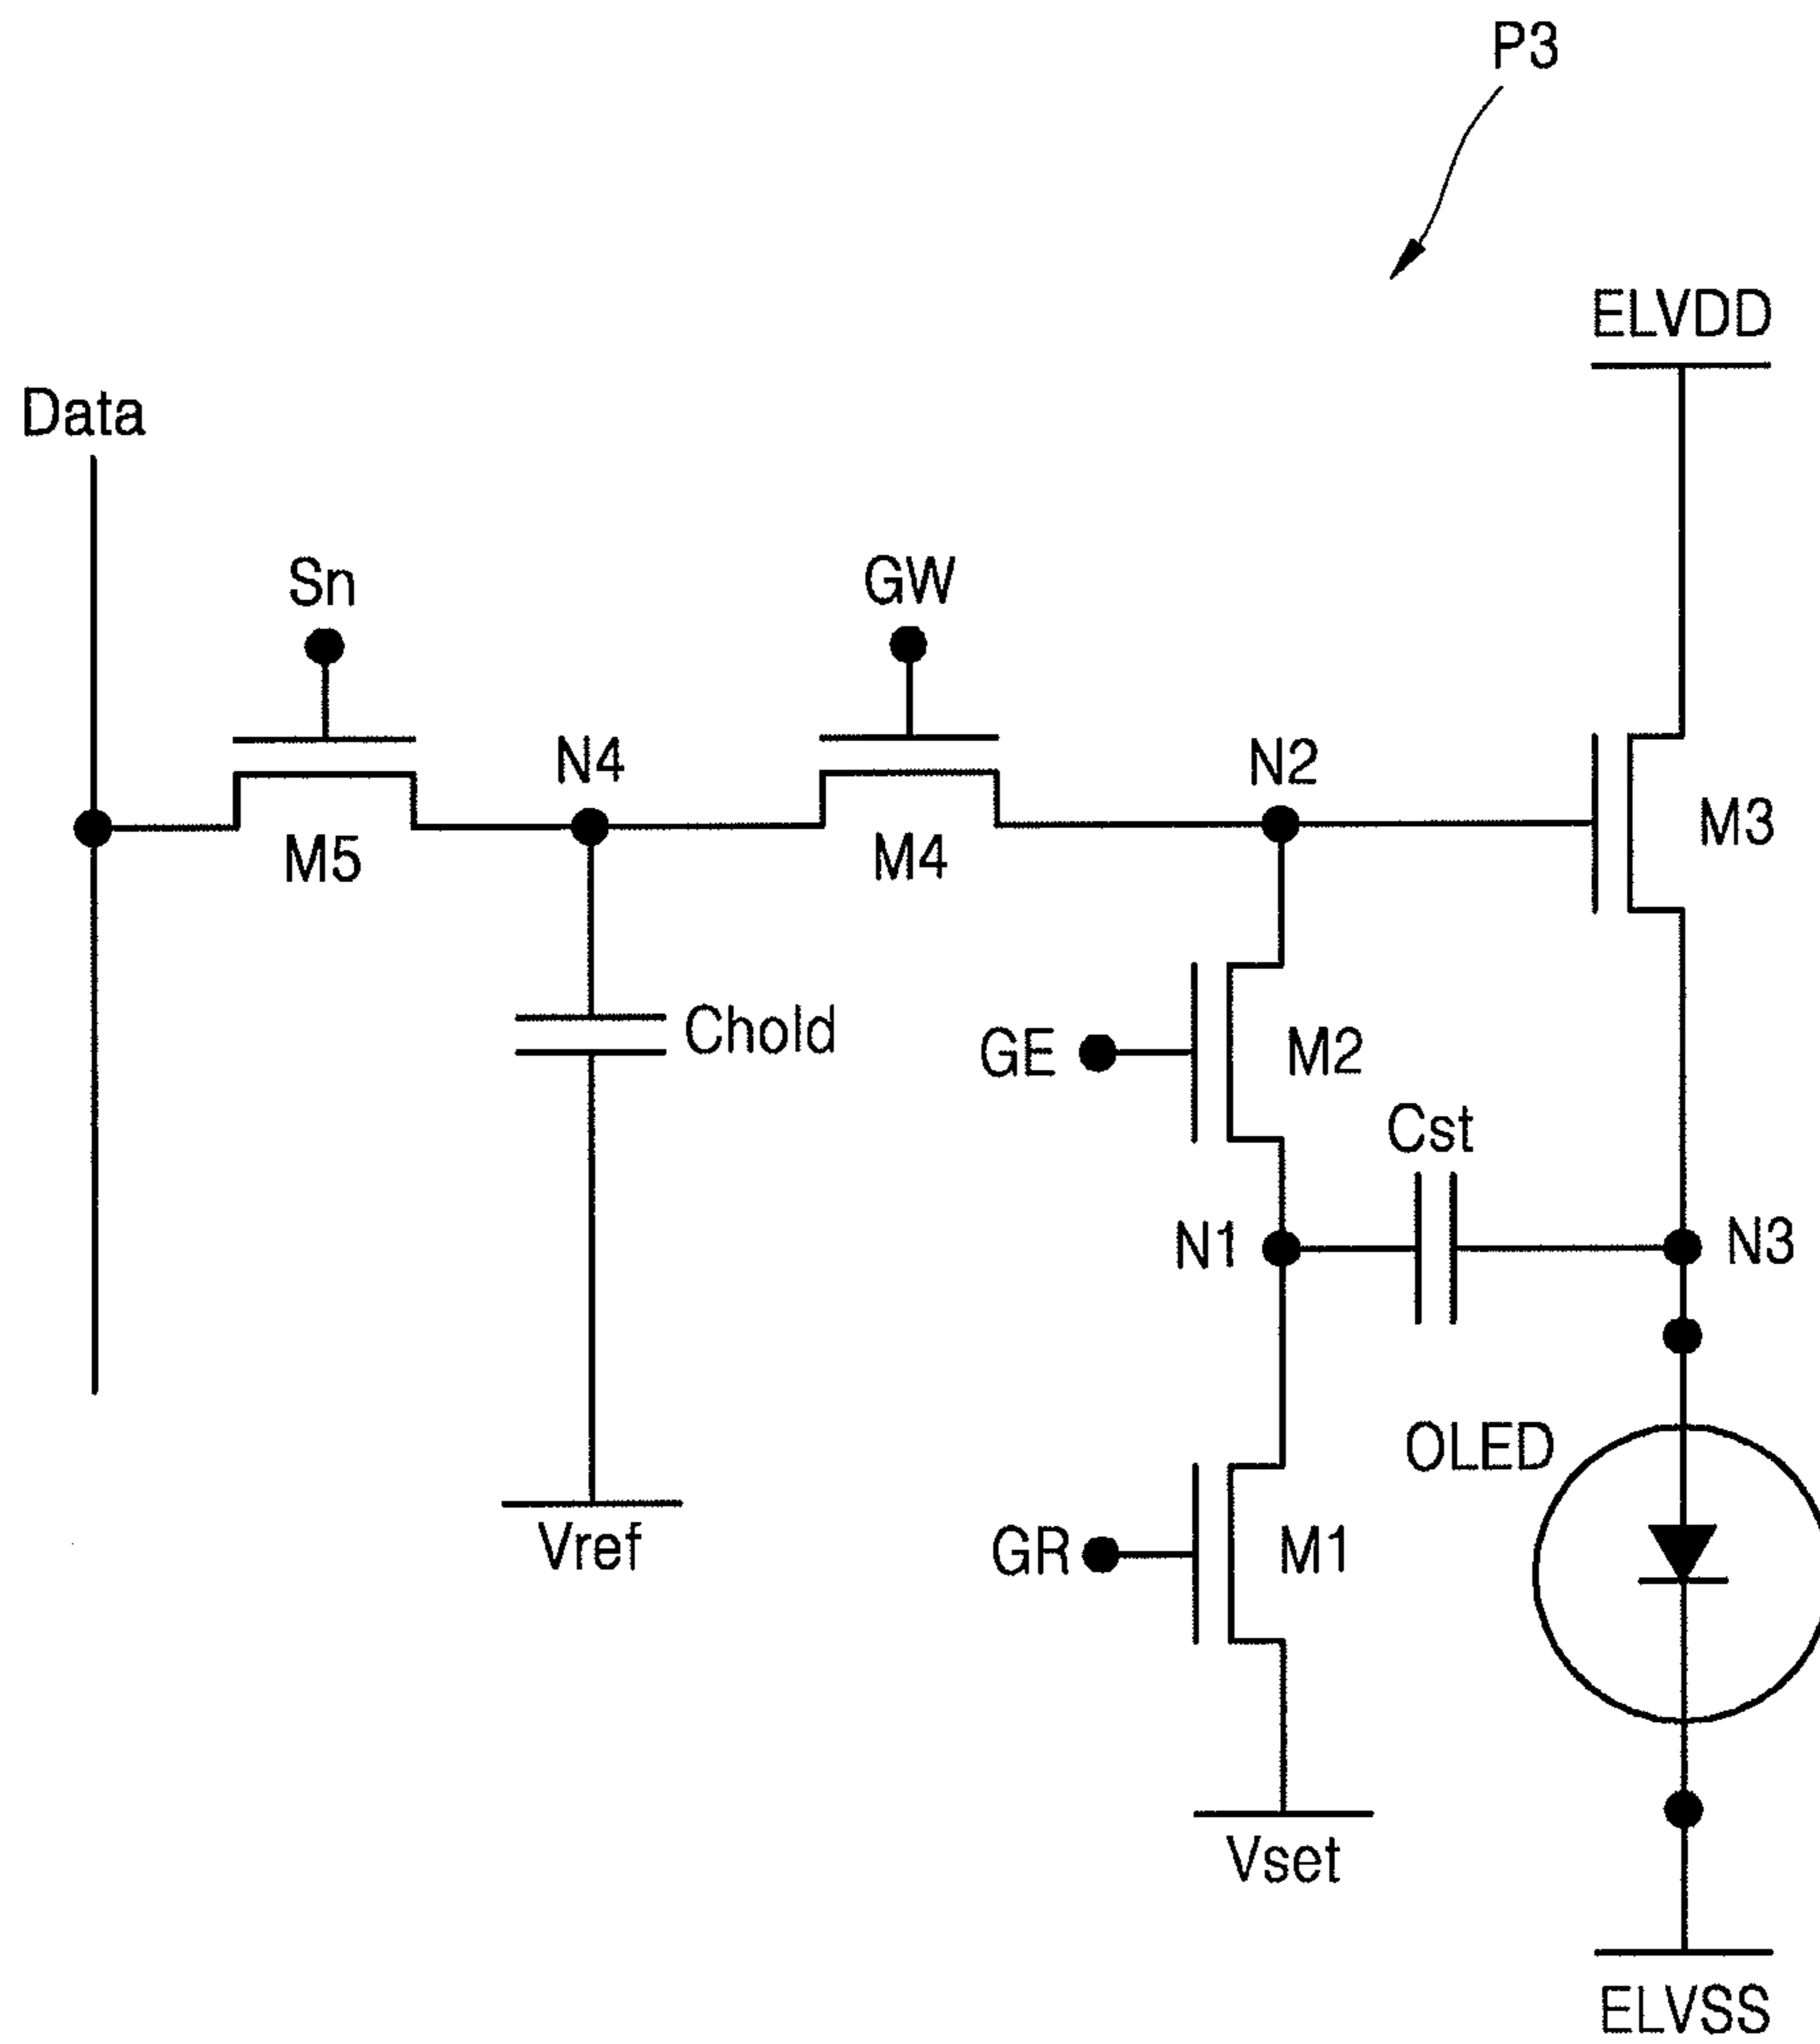 P3
ELVDD
Data
Sn
GW
N4
N2
M5
M4
M3
Chold
GE
M2
Cst
N1
N3
OLED
Vref
GR
M1
Vset
ELVSS